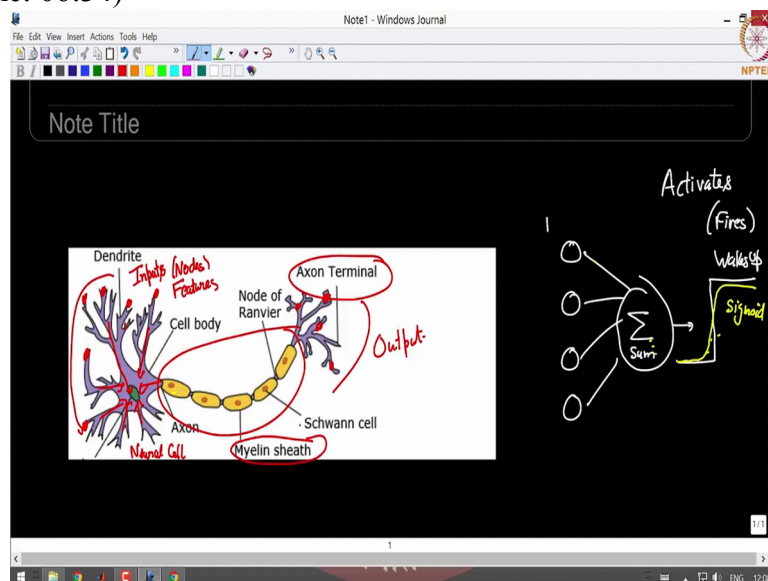 Note1 - Windows Journal
File Edit View Insert Actions Tools Help
B I
NPTEL
Note Title
Activates
(Fires)
Wakes up
Sigmoid
1
Σ
Sum
Dendrite
Inputs (Nodes)
Features
Cell body
Node of
Ranvier
Axon Terminal
Output
Axon
Schwann cell
Neural Cell
Myelin sheath
1/1
1
ENG